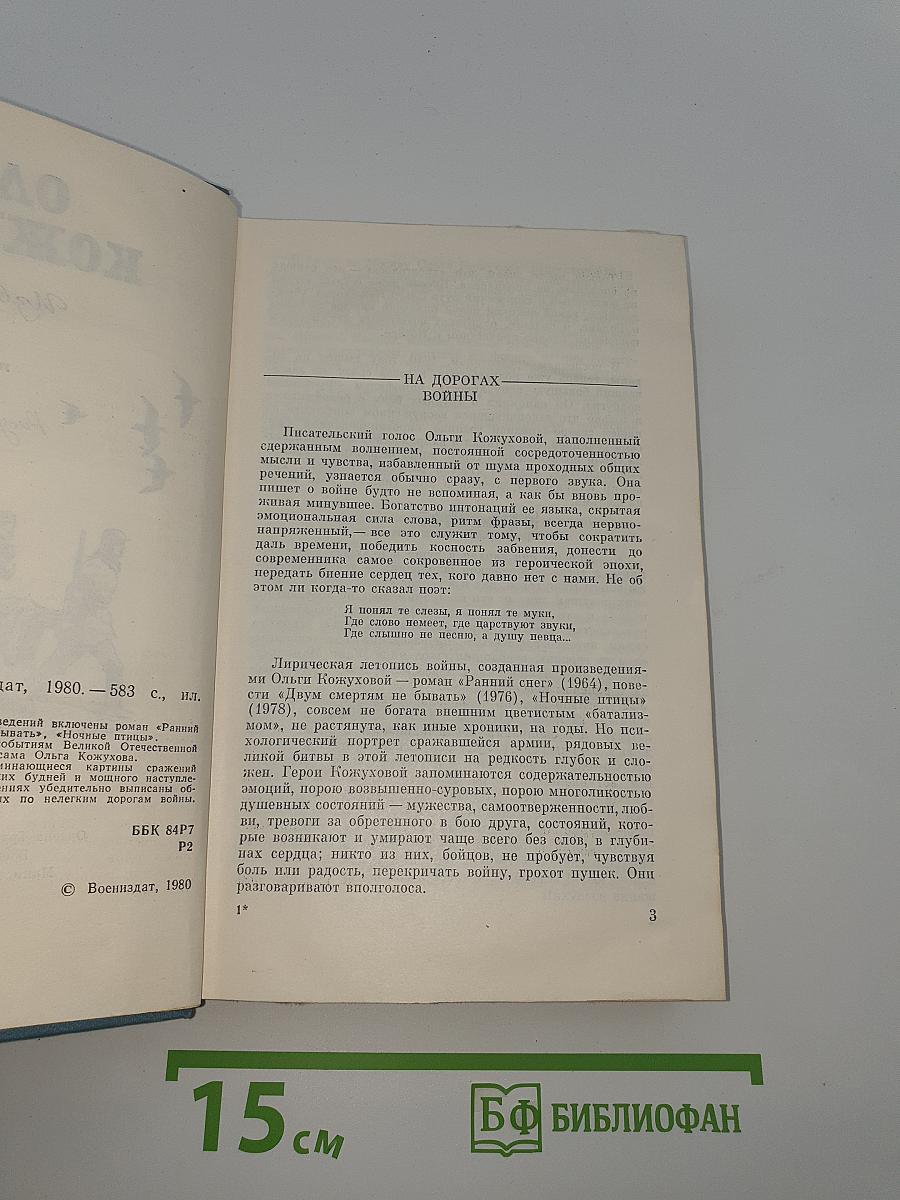 дат, 1980. — 583 с., ил.
ведений включены роман «Ранний
ывать», «Ночные птицы».
событиям Великой Отечественной
сама Ольга Кожухова.
минающиеся картины сражений
ких будней и мощного наступле-
ениях убедительно выписаны об-
ых по нелегким дорогам войны.
ББК 84Р7
Р2
© Воениздат, 1980
НА ДОРОГАХ
ВОЙНЫ
Писательский голос Ольги Кожуховой, наполненный
сдержанным волнением, постоянной сосредоточенностью
мысли и чувства, избавленный от шума проходных общих
речений, узнается обычно сразу, с первого звука. Она
пишет о войне будто не вспоминая, а как бы вновь про-
живая минувшее. Богатство интонаций ее языка, скрытая
эмоциональная сила слова, ритм фразы, всегда нервно-
напряженный,— все это служит тому, чтобы сократить
даль времени, победить косность забвения, донести до
современника самое сокровенное из героической эпохи,
передать биение сердец тех, кого давно нет с нами. Не об
этом ли когда-то сказал поэт:
Я понял те слезы, я понял те муки,
Где слово немеет, где царствуют звуки,
Где слышно не песню, а душу певца...
Лирическая летопись войны, созданная произведения-
ми Ольги Кожуховой — роман «Ранний снег» (1964), пове-
сти «Двум смертям не бывать» (1976), «Ночные птицы»
(1978), совсем не богата внешним цветистым «батализ-
мом», не растянута, как иные хроники, на годы. Но пси-
хологический портрет сражавшейся армии, рядовых ве-
ликой битвы в этой летописи на редкость глубок и сло-
жен. Герои Кожуховой запоминаются содержательностью
эмоций, порою возвышенно-суровых, порою многоликостью
душевных состояний — мужества, самоотверженности, люб-
ви, тревоги за обретенного в бою друга, состояний, кото-
рые возникают и умирают чаще всего без слов, в глуби-
нах сердца; никто из них, бойцов, не пробует, чувствуя
боль или радость, перекричать войну, грохот пушек. Они
разговаривают вполголоса.
1*
3
15 см
БФ БИБЛИОФАН